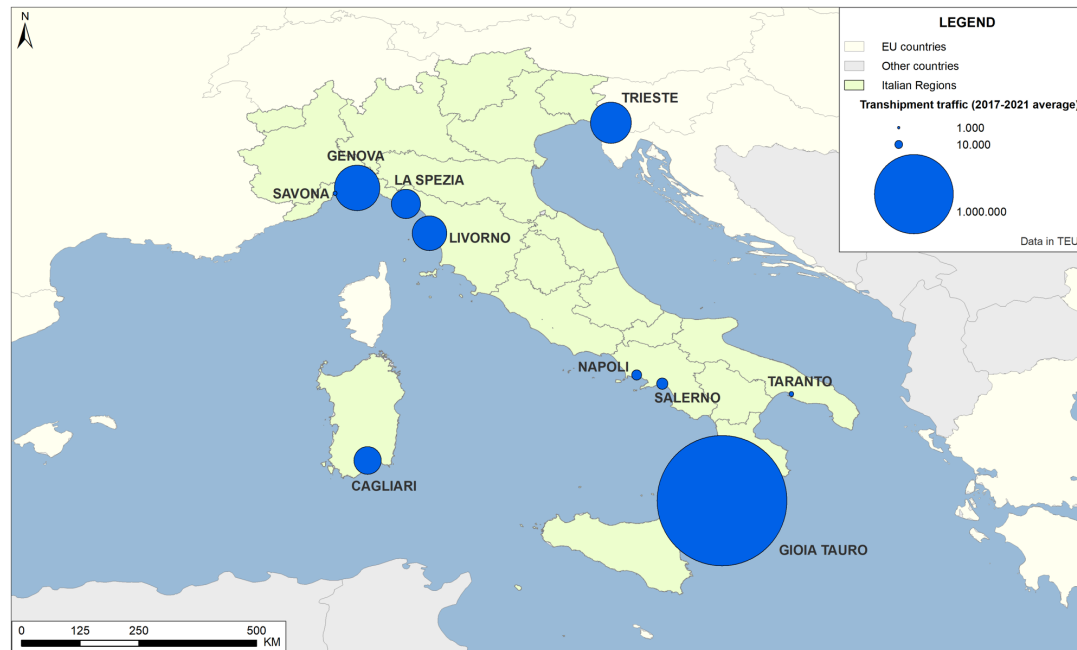 N
LEGEND
EU countries
Other countries
Italian Regions
Transhipment traffic (2017-2021 average)
1.000
10.000
1.000.000
Data in TEU
TRIESTE
GENOVA
LA SPEZIA
SAVONA
LIVORNO
NAPOLI
SALERNO
TARANTO
CAGLIARI
GIOIA TAURO
0 125 250 500
KM